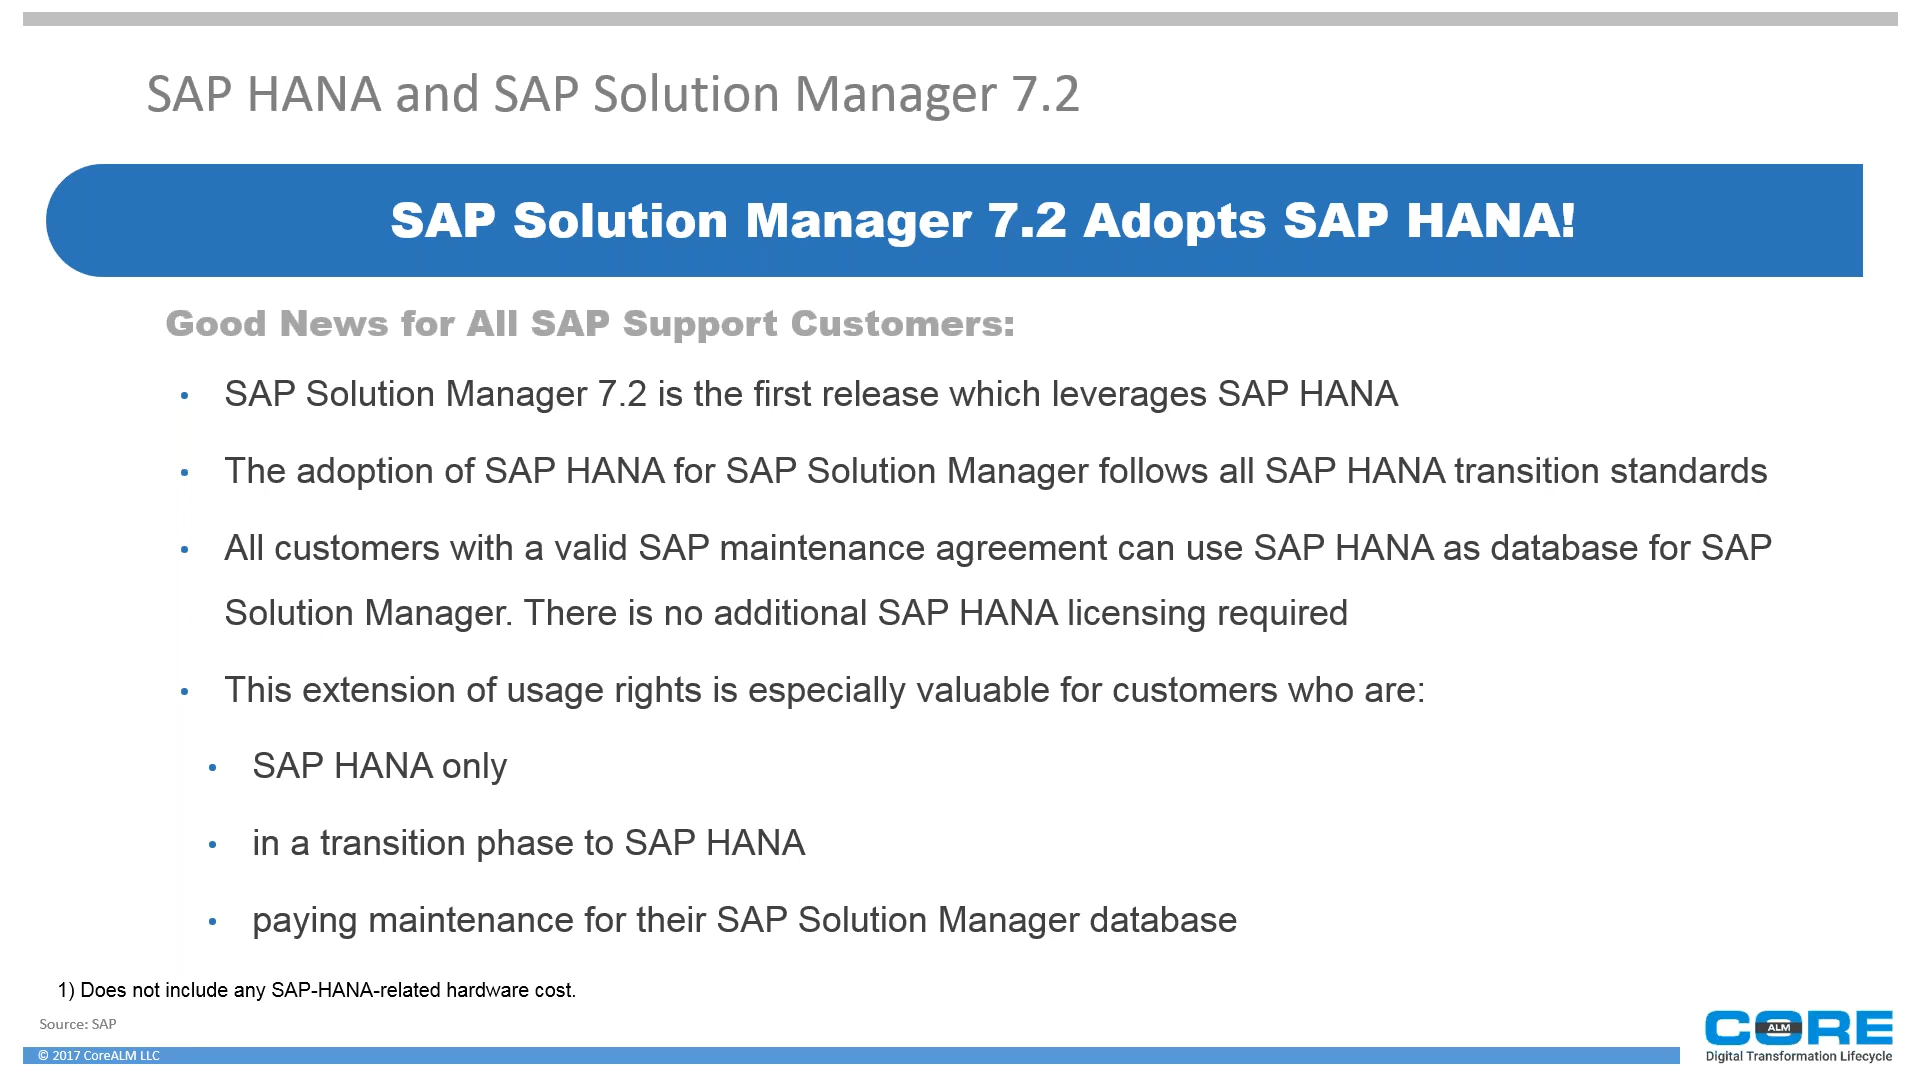 SAP HANA and SAP Solution Manager 7.2
SAP Solution Manager 7.2 Adopts SAP HANA!
Good News for All SAP Support Customers:
• SAP Solution Manager 7.2 is the first release which leverages SAP HANA
• The adoption of SAP HANA for SAP Solution Manager follows all SAP HANA transition standards
• All customers with a valid SAP maintenance agreement can use SAP HANA as database for SAP
Solution Manager. There is no additional SAP HANA licensing required
• This extension of usage rights is especially valuable for customers who are:
• SAP HANA only
• in a transition phase to SAP HANA
• paying maintenance for their SAP Solution Manager database
1) Does not include any SAP-HANA-related hardware cost.
Source: SAP
© 2017 CoreALM LLC
CORE
ALM
Digital Transformation Lifecycle